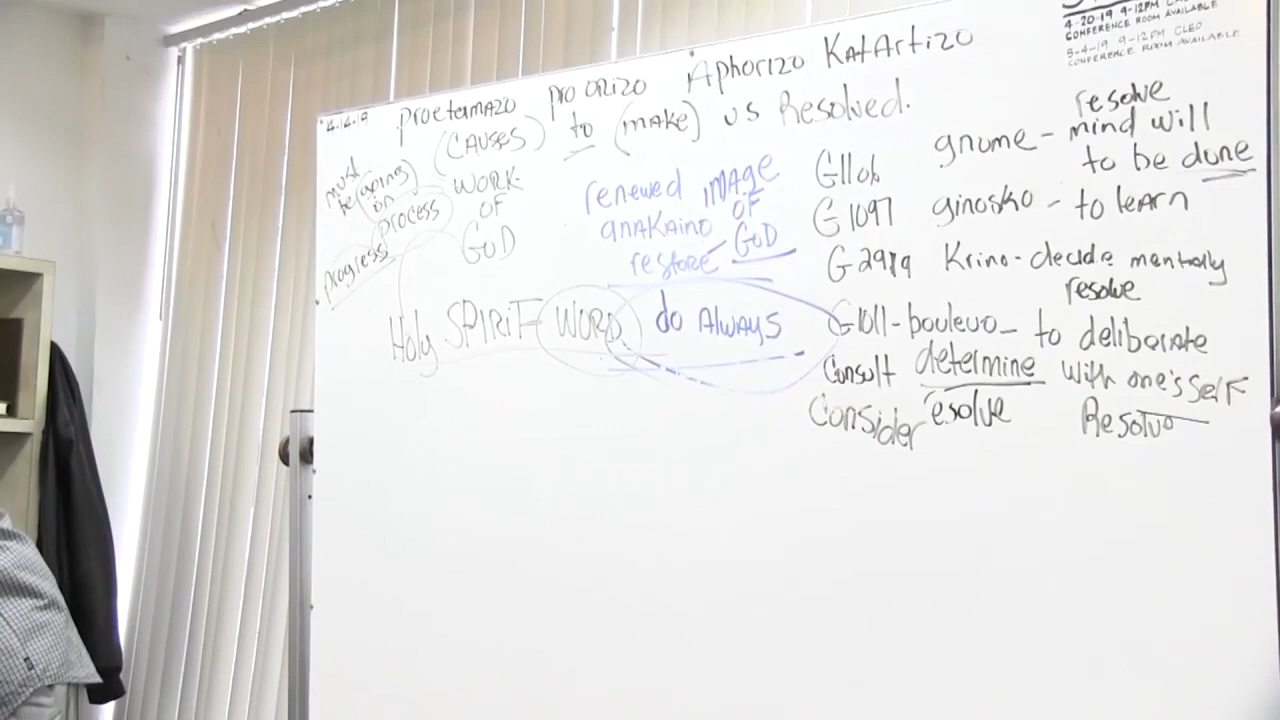 4-20-19 9-12PM
CONFERENCE ROOM AVAILABLE
5-4-19 9-12PM CLEO
CONFERENCE ROOM AVAILABLE
4.14.19
proetamazo pro orizo Aphorizo KatArtizo
(CAUSES) to (MAKE) us Resolved.
must
be (going)
on
process
progress
WORK
OF
GOD
renewed IMAGE
anAKAINO OF
restore GOD
Holy SPIRIT WORD do ALWAYS
resolve
G1106 gnome - mind will
to be done
G1097 ginosko - to learn
G2919 Krino - decide mentally
resolve
G1011 - bouleuo - to deliberate
Consult determine with one's self
Consider resolve Resolve